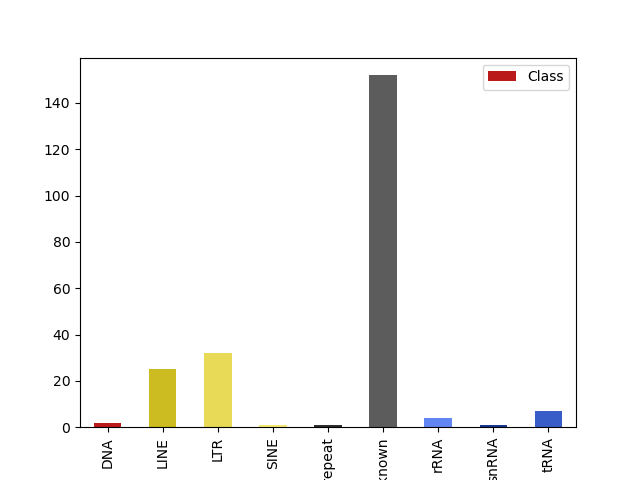 Class
140
120
100
80
60
40
20
0
DNA
LINE
LTR
SINE
repeat
known
rRNA
snRNA
tRNA